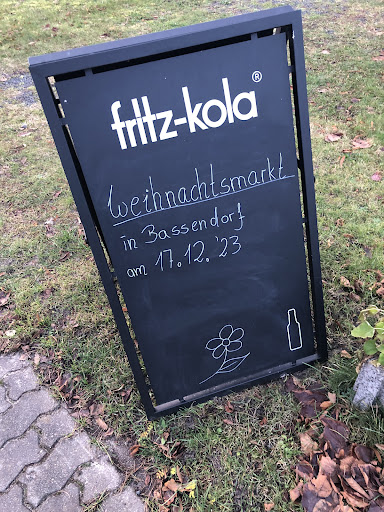 fritz-kola®
Weihnachtsmarkt
in Bassendorf
am 17.12.'23